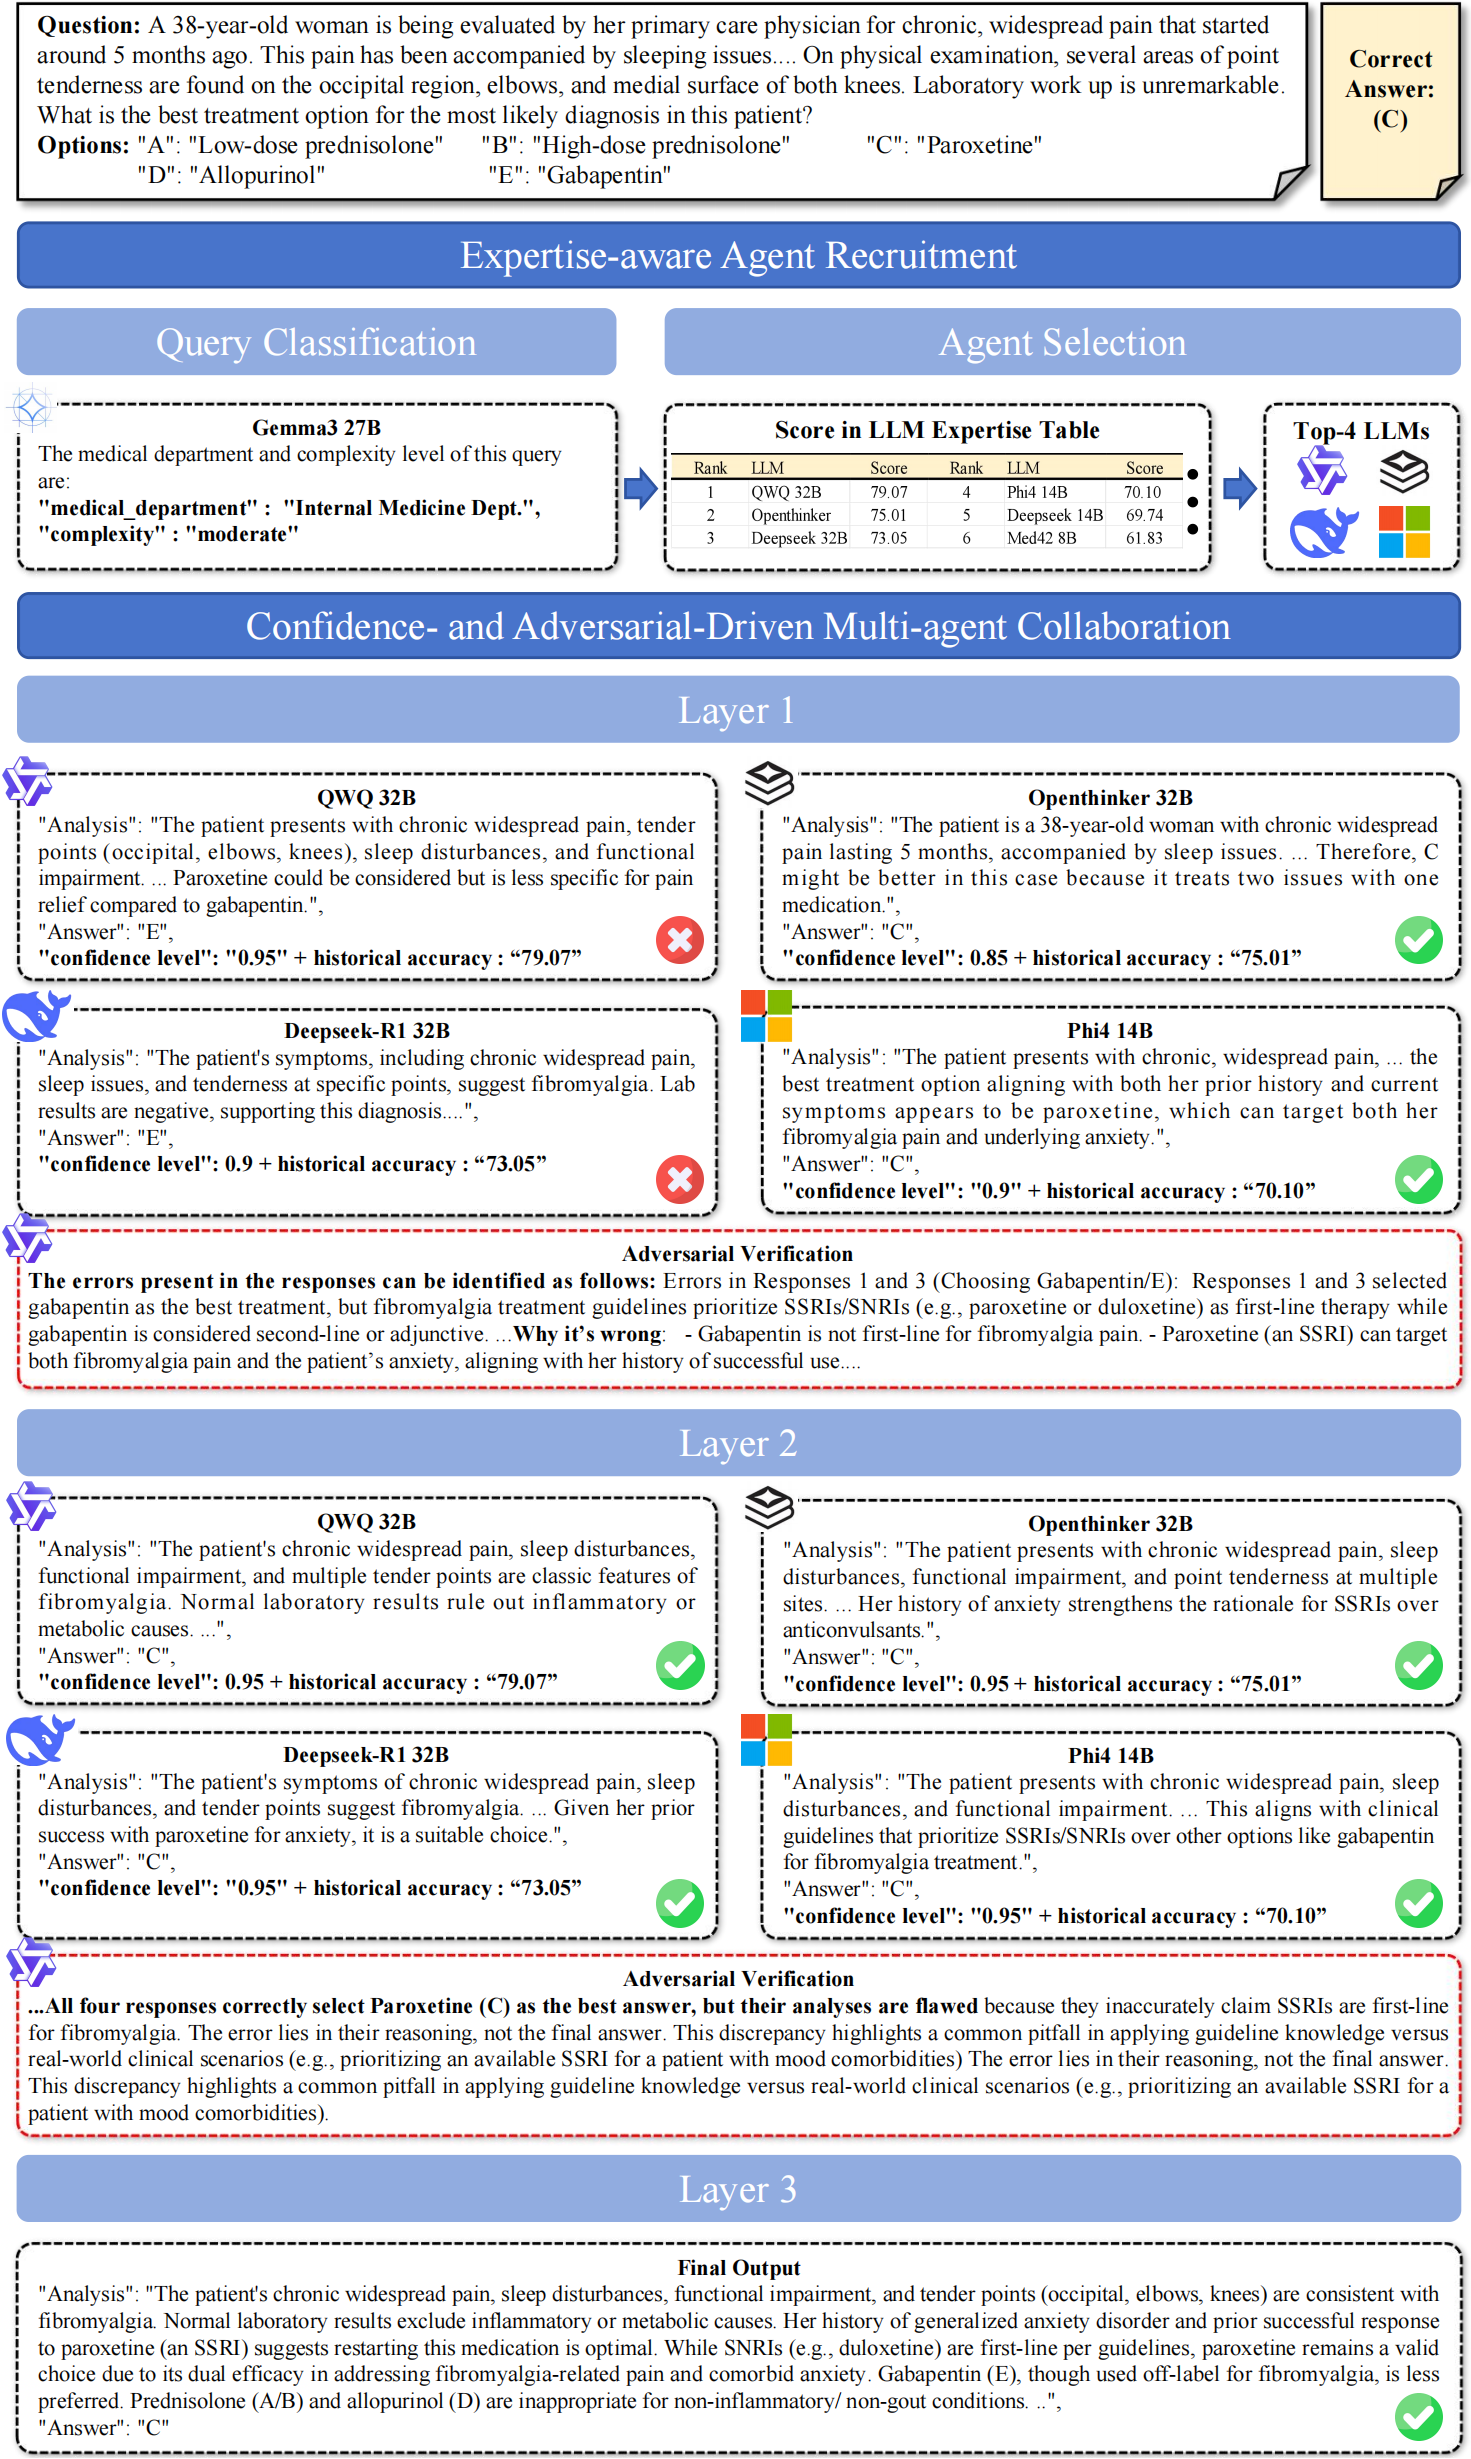 Question: A 38-year-old woman is being evaluated by her primary care physician for chronic, widespread pain that started
around 5 months ago. This pain has been accompanied by sleeping issues.... On physical examination, several areas of point
tenderness are found on the occipital region, elbows, and medial surface of both knees. Laboratory work up is unremarkable.
What is the best treatment option for the most likely diagnosis in this patient?
Options: "A": "Low-dose prednisolone" "B": "High-dose prednisolone" "C": "Paroxetine"
"D": "Allopurinol" "E": "Gabapentin"
Correct
Answer:
(C)
Expertise-aware Agent Recruitment
Query Classification
Agent Selection
Gemma3 27B
The medical department and complexity level of this query
are:
"medical_department" : "Internal Medicine Dept.",
"complexity" : "moderate"
Score in LLM Expertise Table
Rank LLM Score Rank LLM Score
1 QWQ 32B 79.07 4 Phi4 14B 70.10
2 Openthinker 75.01 5 Deepseek 14B 69.74
3 Deepseek 32B 73.05 6 Med42 8B 61.83
Top-4 LLMs
Confidence- and Adversarial-Driven Multi-agent Collaboration
Layer 1
QWQ 32B
"Analysis": "The patient presents with chronic widespread pain, tender
points (occipital, elbows, knees), sleep disturbances, and functional
impairment. ... Paroxetine could be considered but is less specific for pain
relief compared to gabapentin.",
"Answer": "E",
"confidence level": "0.95" + historical accuracy : “79.07”
Openthinker 32B
"Analysis": "The patient is a 38-year-old woman with chronic widespread
pain lasting 5 months, accompanied by sleep issues. ... Therefore, C
might be better in this case because it treats two issues with one
medication.",
"Answer": "C",
"confidence level": 0.85 + historical accuracy : “75.01”
Deepseek-R1 32B
"Analysis": "The patient's symptoms, including chronic widespread pain,
sleep issues, and tenderness at specific points, suggest fibromyalgia. Lab
results are negative, supporting this diagnosis....",
"Answer": "E",
"confidence level": 0.9 + historical accuracy : “73.05”
Phi4 14B
"Analysis": "The patient presents with chronic, widespread pain, ... the
best treatment option aligning with both her prior history and current
symptoms appears to be paroxetine, which can target both her
fibromyalgia pain and underlying anxiety.",
"Answer": "C",
"confidence level": "0.9" + historical accuracy : “70.10”
Adversarial Verification
The errors present in the responses can be identified as follows: Errors in Responses 1 and 3 (Choosing Gabapentin/E): Responses 1 and 3 selected
gabapentin as the best treatment, but fibromyalgia treatment guidelines prioritize SSRIs/SNRIs (e.g., paroxetine or duloxetine) as first-line therapy while
gabapentin is considered second-line or adjunctive. ...Why it’s wrong: - Gabapentin is not first-line for fibromyalgia pain. - Paroxetine (an SSRI) can target
both fibromyalgia pain and the patient’s anxiety, aligning with her history of successful use....
Layer 2
QWQ 32B
"Analysis": "The patient's chronic widespread pain, sleep disturbances,
functional impairment, and multiple tender points are classic features of
fibromyalgia. Normal laboratory results rule out inflammatory or
metabolic causes. ...",
"Answer": "C",
"confidence level": 0.95 + historical accuracy : “79.07”
Openthinker 32B
"Analysis": "The patient presents with chronic widespread pain, sleep
disturbances, functional impairment, and point tenderness at multiple
sites. ... Her history of anxiety strengthens the rationale for SSRIs over
anticonvulsants.",
"Answer": "C",
"confidence level": 0.95 + historical accuracy : “75.01”
Deepseek-R1 32B
"Analysis": "The patient's symptoms of chronic widespread pain, sleep
disturbances, and tender points suggest fibromyalgia. ... Given her prior
success with paroxetine for anxiety, it is a suitable choice.",
"Answer": "C",
"confidence level": "0.95" + historical accuracy : “73.05”
Phi4 14B
"Analysis": "The patient presents with chronic widespread pain, sleep
disturbances, and functional impairment. ... This aligns with clinical
guidelines that prioritize SSRIs/SNRIs over other options like gabapentin
for fibromyalgia treatment.",
"Answer": "C",
"confidence level": "0.95" + historical accuracy : “70.10”
Adversarial Verification
...All four responses correctly select Paroxetine (C) as the best answer, but their analyses are flawed because they inaccurately claim SSRIs are first-line
for fibromyalgia. The error lies in their reasoning, not the final answer. This discrepancy highlights a common pitfall in applying guideline knowledge versus
real-world clinical scenarios (e.g., prioritizing an available SSRI for a patient with mood comorbidities) The error lies in their reasoning, not the final answer.
This discrepancy highlights a common pitfall in applying guideline knowledge versus real-world clinical scenarios (e.g., prioritizing an available SSRI for a
patient with mood comorbidities).
Layer 3
Final Output
"Analysis": "The patient's chronic widespread pain, sleep disturbances, functional impairment, and tender points (occipital, elbows, knees) are consistent with
fibromyalgia. Normal laboratory results exclude inflammatory or metabolic causes. Her history of generalized anxiety disorder and prior successful response
to paroxetine (an SSRI) suggests restarting this medication is optimal. While SNRIs (e.g., duloxetine) are first-line per guidelines, paroxetine remains a valid
choice due to its dual efficacy in addressing fibromyalgia-related pain and comorbid anxiety. Gabapentin (E), though used off-label for fibromyalgia, is less
preferred. Prednisolone (A/B) and allopurinol (D) are inappropriate for non-inflammatory/ non-gout conditions. ..",
"Answer": "C"